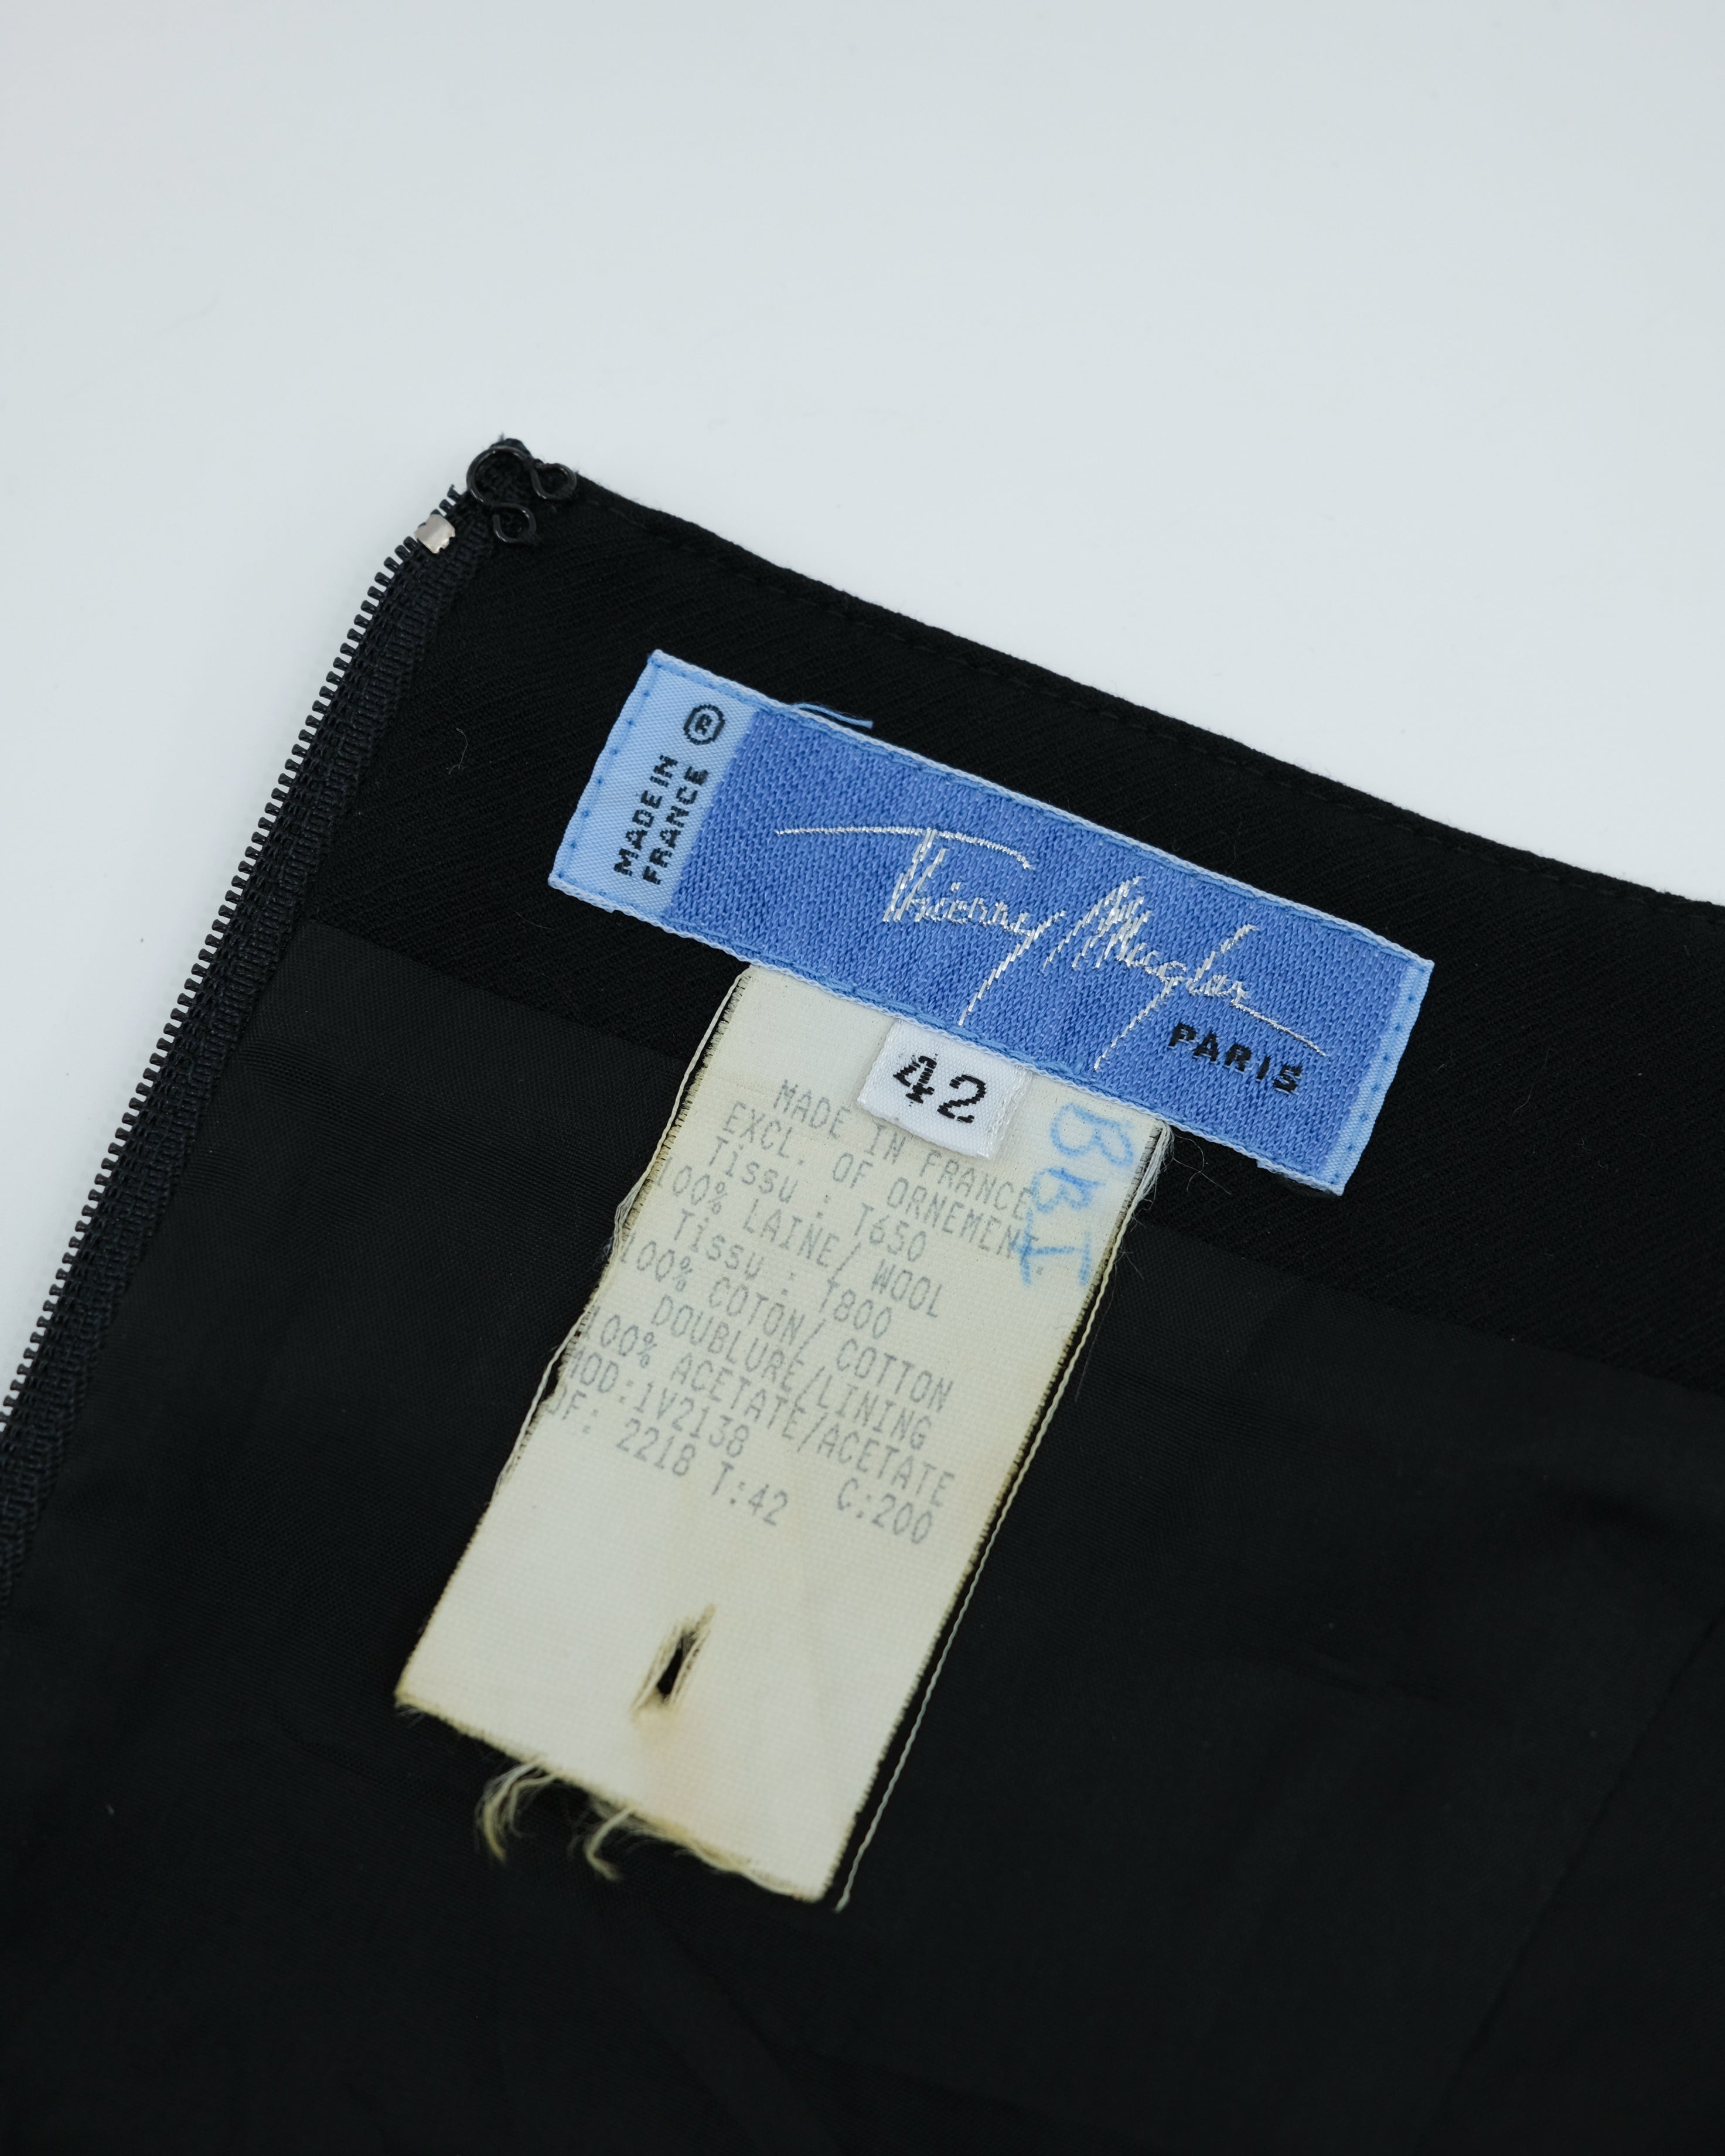 MADE IN
FRANCE ®
Thierry Mugler
PARIS
42
MADE IN FRANCE
EXCL. OF ORNEMENT.
Tissu : T650
100% LAINE/ WOOL
Tissu : T800
100% COTON/ COTTON
DOUBLURE/LINING
100% ACETATE/ACETATE
MOD:1V2138 C:200
OF: 2218 T:42